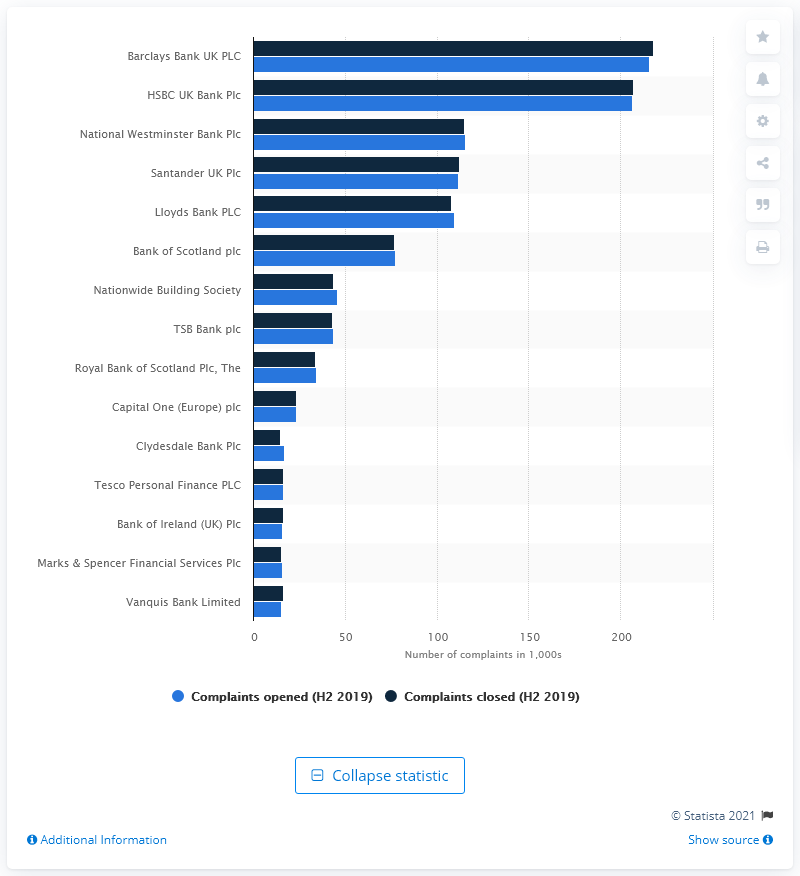 Barclays Bank UK PLC
HSBC UK Bank Plc
National Westminster Bank Plc
Santander UK Plc
Lloyds Bank PLC
Bank of Scotland plc
Nationwide Building Society
TSB Bank plc
Royal Bank of Scotland Plc, The
Capital One (Europe) plc
Clydesdale Bank Plc
Tesco Personal Finance PLC
Bank of Ireland (UK) Plc
Marks & Spencer Financial Services Plc
Vanquis Bank Limited
0 50 100 150 200
Number of complaints in 1,000s
Complaints opened (H2 2019) Complaints closed (H2 2019)
Collapse statistic
© Statista 2021
Additional Information Show source